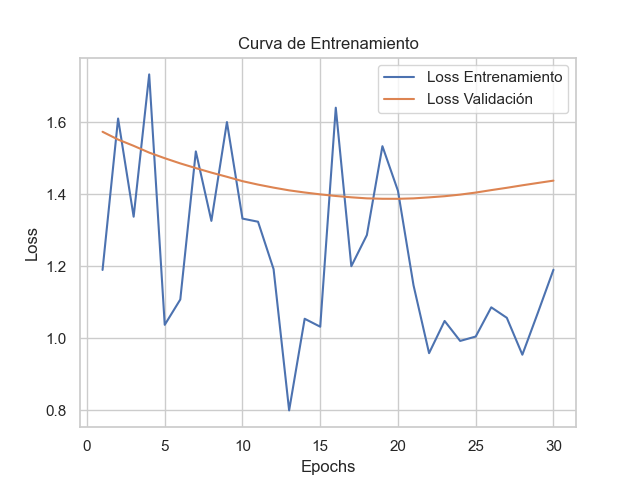 Curva de Entrenamiento
Loss Entrenamiento
Loss Validación
Loss
1.6
1.4
1.2
1.0
0.8
0 5 10 15 20 25 30
Epochs